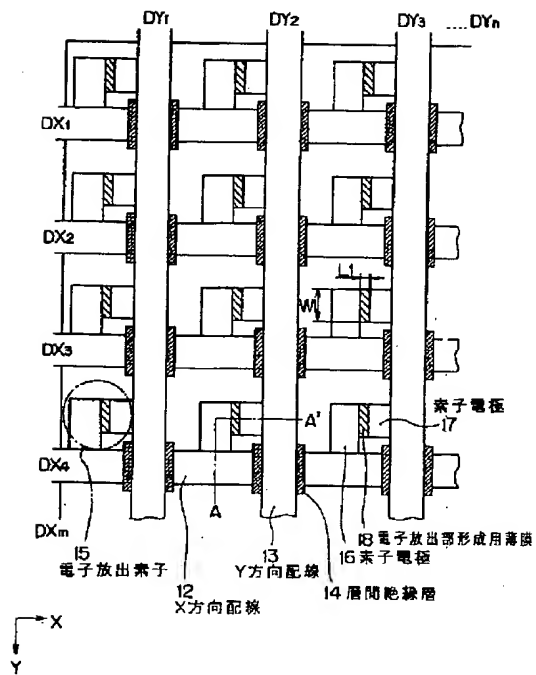 DY1 DY2 DY3 ....DYn
DX1
DX2
L1
W1
DX3
素子電極
17
A A'
DX4
DXm
15
電子放出素子
12
X方向配線
13
Y方向配線
14 層間絶縁層
18 電子放出部形成用薄膜
16 素子電極
X
Y